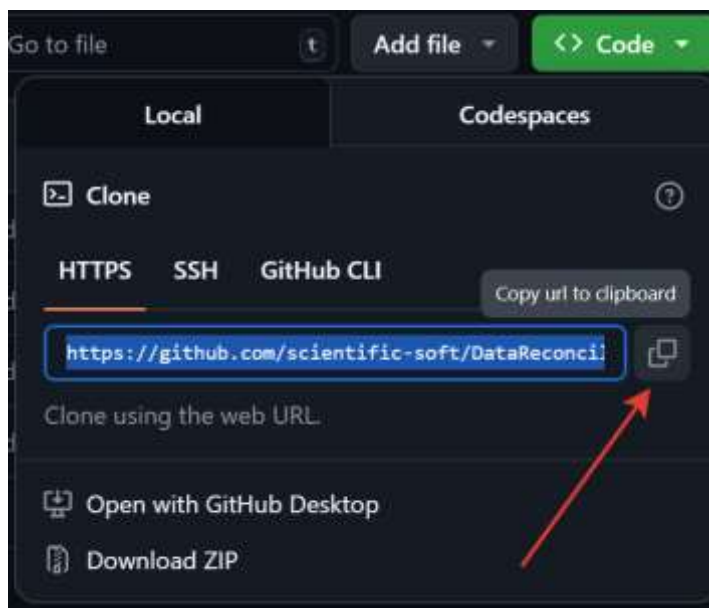 Go to file t Add file <> Code
Local Codespaces
Clone
HTTPS SSH GitHub CLI
Copy url to clipboard
https://github.com/scientific-soft/DataReconcil
Clone using the web URL.
Open with GitHub Desktop
Download ZIP